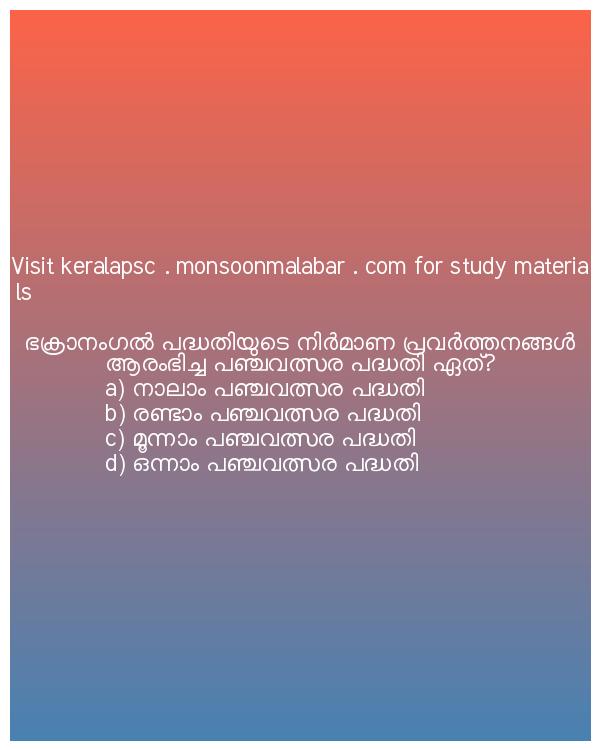 Visit keralapsc . monsoonmalabar . com for study materia
ls
ഭക്രാനംഗൽ പദ്ധതിയുടെ നിർമാണ പ്രവർത്തനങ്ങൾ
ആരംഭിച്ച പഞ്ചവത്സര പദ്ധതി ഏത്?
a) നാലാം പഞ്ചവത്സര പദ്ധതി
b) രണ്ടാം പഞ്ചവത്സര പദ്ധതി
c) മൂന്നാം പഞ്ചവത്സര പദ്ധതി
d) ഒന്നാം പഞ്ചവത്സര പദ്ധതി